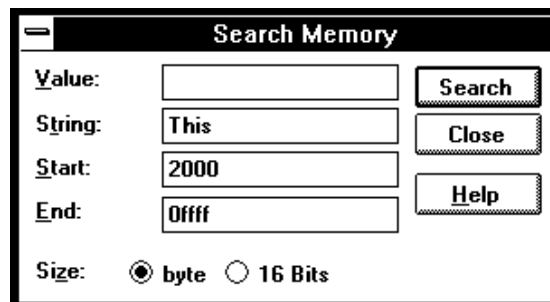 Search Memory
Value:
Search
String: This
Close
Start: 2000
Help
End: 0ffff
Size: byte 16 Bits